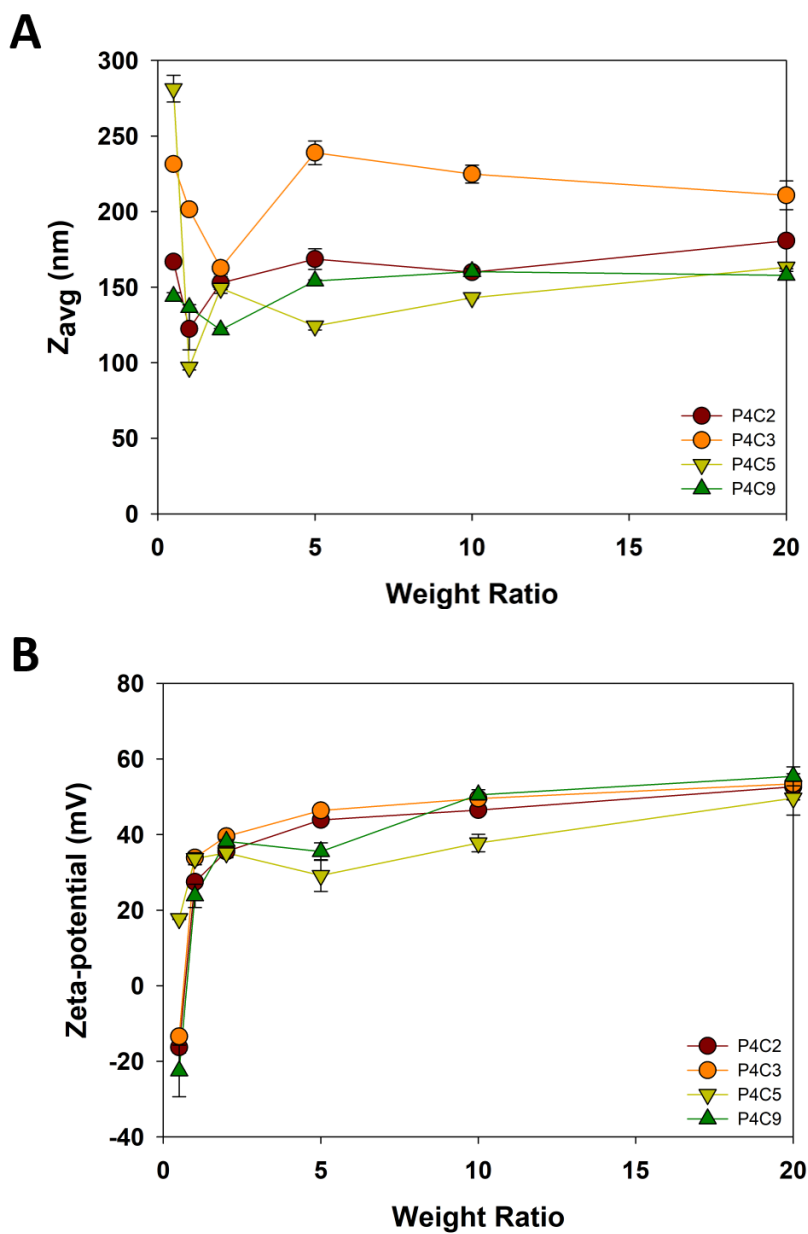 A
300
250
200
150
100
50
0
Zavg (nm)
P4C2
P4C3
P4C5
P4C9
0 5 10 15 20
Weight Ratio
B
80
60
40
20
0
-20
-40
Zeta-potential (mV)
P4C2
P4C3
P4C5
P4C9
0 5 10 15 20
Weight Ratio